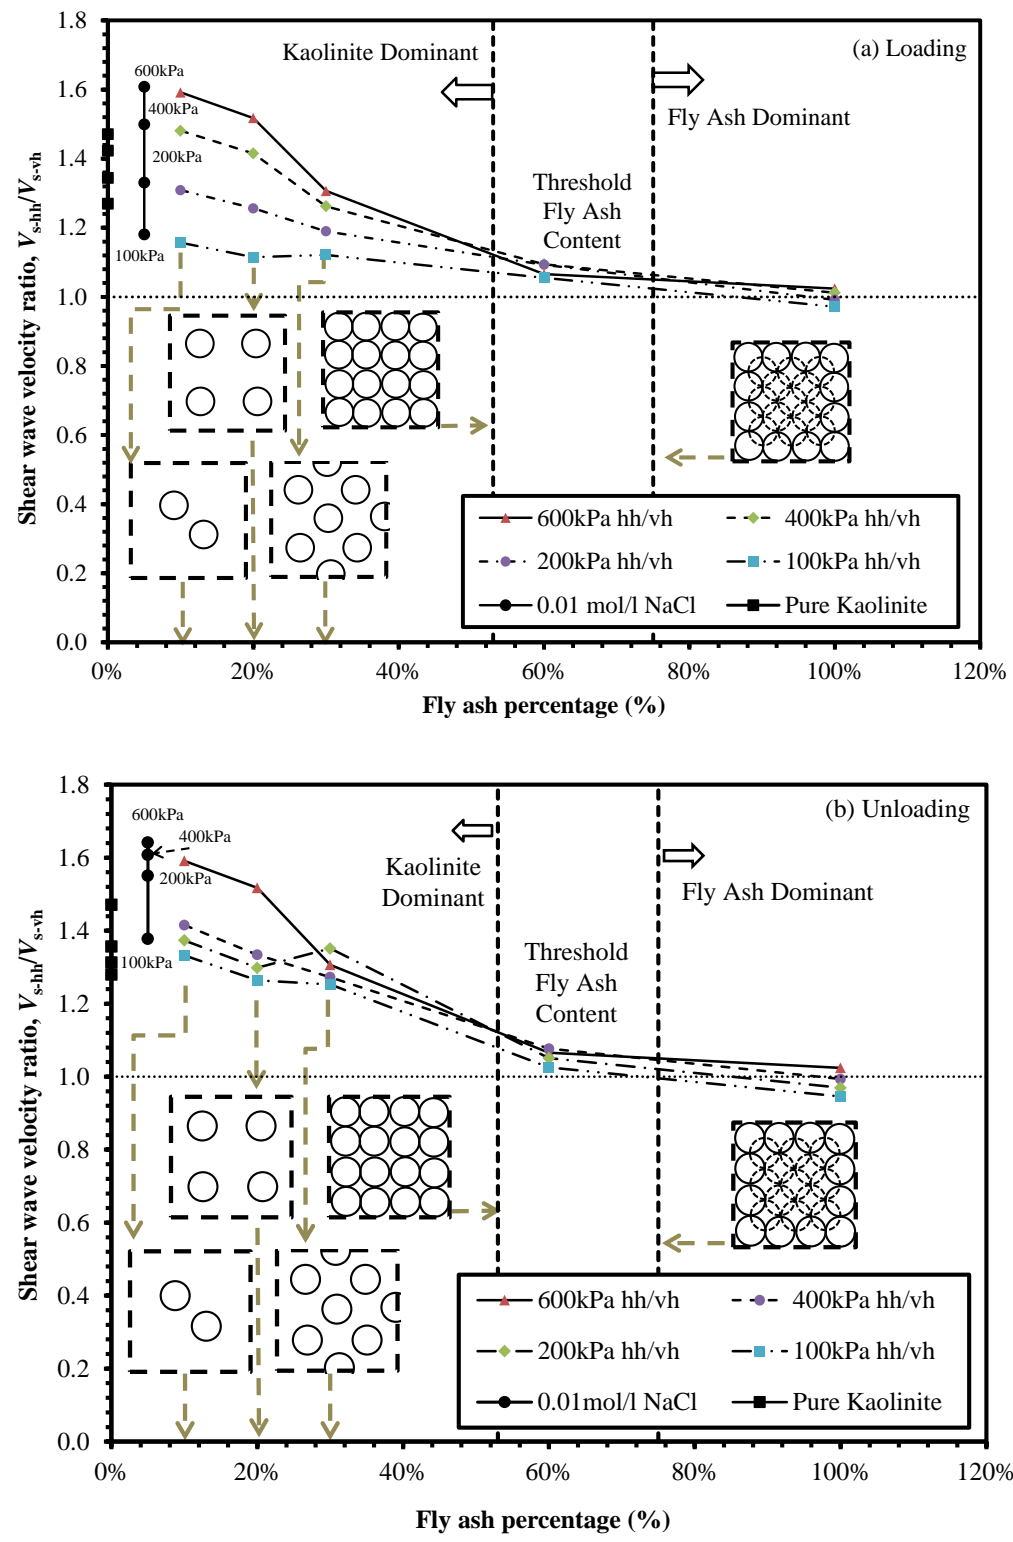 1.8
1.6
1.4
1.2
1.0
0.8
0.6
0.4
0.2
0.0
Shear wave velocity ratio, Vs-hh/Vs-vh
(a) Loading
Kaolinite Dominant
Fly Ash Dominant
Threshold
Fly Ash
Content
600kPa
400kPa
200kPa
100kPa
600kPa hh/vh
400kPa hh/vh
200kPa hh/vh
100kPa hh/vh
0.01 mol/l NaCl
Pure Kaolinite
0%
20%
40%
60%
80%
100%
120%
Fly ash percentage (%)
1.8
1.6
1.4
1.2
1.0
0.8
0.6
0.4
0.2
0.0
Shear wave velocity ratio, Vs-hh/Vs-vh
(b) Unloading
Kaolinite
Dominant
Fly Ash Dominant
Threshold
Fly Ash
Content
600kPa
400kPa
200kPa
100kPa
600kPa hh/vh
400kPa hh/vh
200kPa hh/vh
100kPa hh/vh
0.01mol/l NaCl
Pure Kaolinite
0%
20%
40%
60%
80%
100%
120%
Fly ash percentage (%)